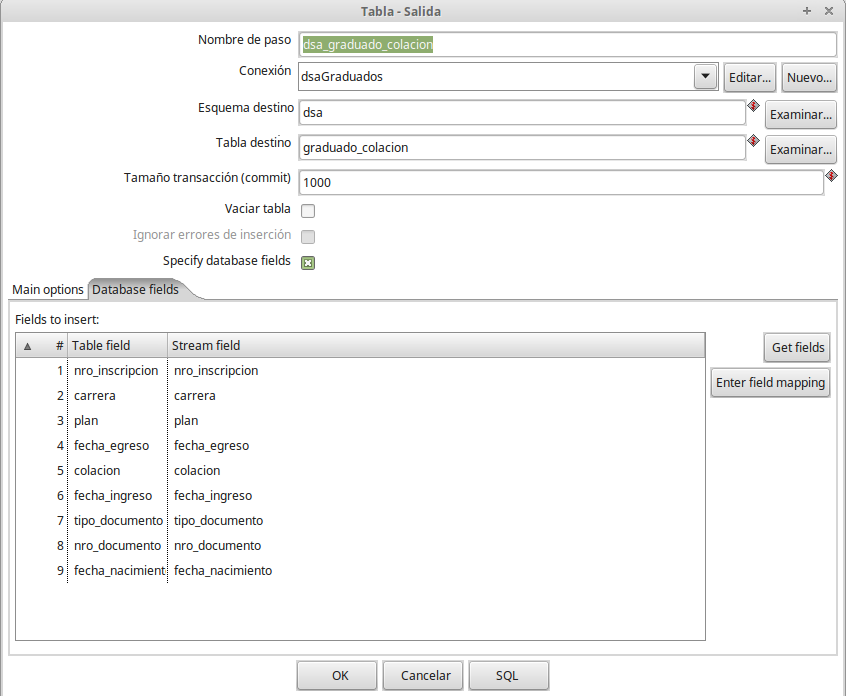 Tabla - Salida
Nombre de paso dsa_graduado_colacion
Conexión dsaGraduados Editar... Nuevo...
Esquema destino dsa Examinar...
Tabla destino graduado_colacion Examinar...
Tamaño transacción (commit) 1000
Vaciar tabla
Ignorar errores de inserción
Specify database fields
Main options Database fields
Fields to insert:
# Table field Stream field Get fields
1 nro_inscripcion nro_inscripcion
Enter field mapping
2 carrera carrera
3 plan plan
4 fecha_egreso fecha_egreso
5 colacion colacion
6 fecha_ingreso fecha_ingreso
7 tipo_documento tipo_documento
8 nro_documento nro_documento
9 fecha_nacimient fecha_nacimiento
OK Cancelar SQL